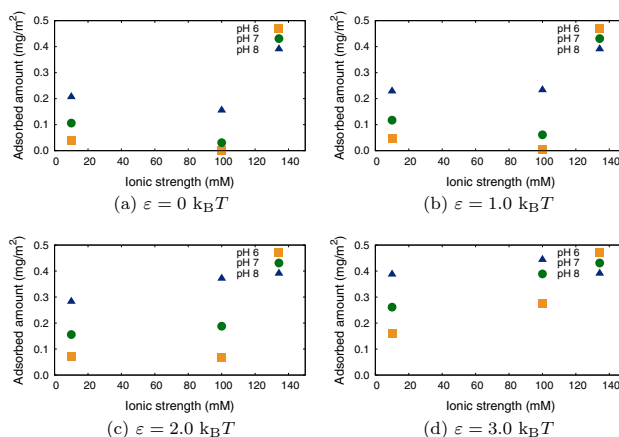 0.5
0.4
0.3
0.2
0.1
0.0
Adsorbed amount (mg/m²)
pH 6
pH 7
pH 8
0 20 40 60 80 100 120 140
Ionic strength (mM)
(a) ε = 0 k_BT
0.5
0.4
0.3
0.2
0.1
0.0
Adsorbed amount (mg/m²)
pH 6
pH 7
pH 8
0 20 40 60 80 100 120 140
Ionic strength (mM)
(b) ε = 1.0 k_BT
0.5
0.4
0.3
0.2
0.1
0.0
Adsorbed amount (mg/m²)
pH 6
pH 7
pH 8
0 20 40 60 80 100 120 140
Ionic strength (mM)
(c) ε = 2.0 k_BT
0.5
0.4
0.3
0.2
0.1
0.0
Adsorbed amount (mg/m²)
pH 6
pH 7
pH 8
0 20 40 60 80 100 120 140
Ionic strength (mM)
(d) ε = 3.0 k_BT